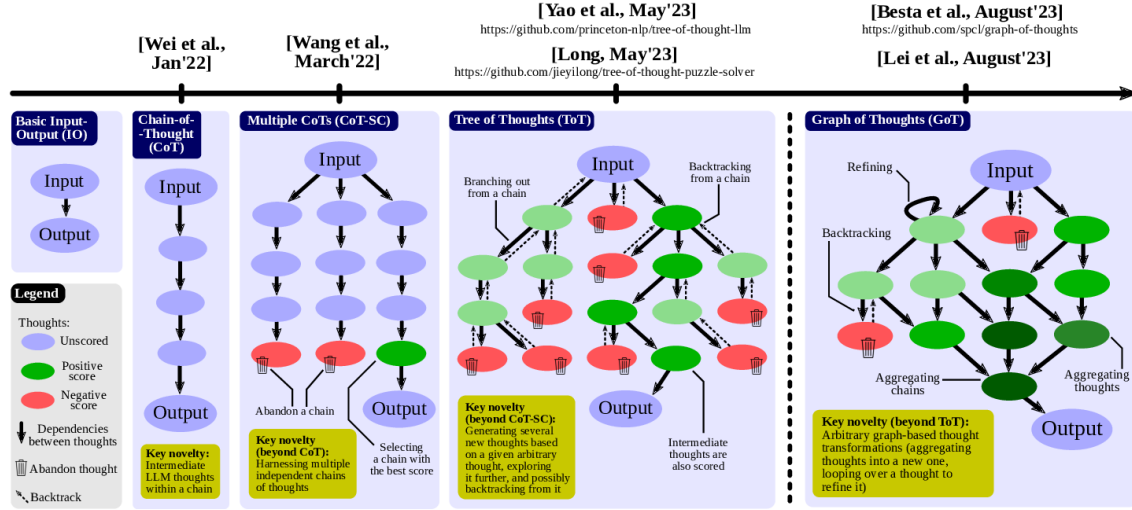 [Wei et al.,
Jan'22]
[Wang et al.,
March'22]
[Yao et al., May'23]
https://github.com/princeton-nlp/tree-of-thought-llm
[Long, May'23]
https://github.com/jieyilong/tree-of-thought-puzzle-solver
[Besta et al., August'23]
https://github.com/spcl/graph-of-thoughts
[Lei et al., August'23]
Basic Input-
Output (IO)
Input
Output
Legend
Thoughts:
Unscored
Positive
score
Negative
score
Dependencies
between thoughts
Abandon thought
Backtrack
Chain-of-
-Thought
(CoT)
Input
Output
Key novelty:
Intermediate
LLM thoughts
within a chain
Multiple CoTs (CoT-SC)
Input
Abandon a chain
Output
Selecting
a chain with
the best score
Key novelty
(beyond CoT):
Harnessing multiple
independent chains
of thoughts
Tree of Thoughts (ToT)
Input
Branching out
from a chain
Backtracking
from a chain
Output
Intermediate
thoughts are
also scored
Key novelty
(beyond CoT-SC):
Generating several
new thoughts based
on a given arbitrary
thought, exploring
it further, and possibly
backtracking from it
Graph of Thoughts (GoT)
Refining
Input
Backtracking
Aggregating
chains
Aggregating
thoughts
Output
Key novelty (beyond ToT):
Arbitrary graph-based thought
transformations (aggregating
thoughts into a new one,
looping over a thought to
refine it)